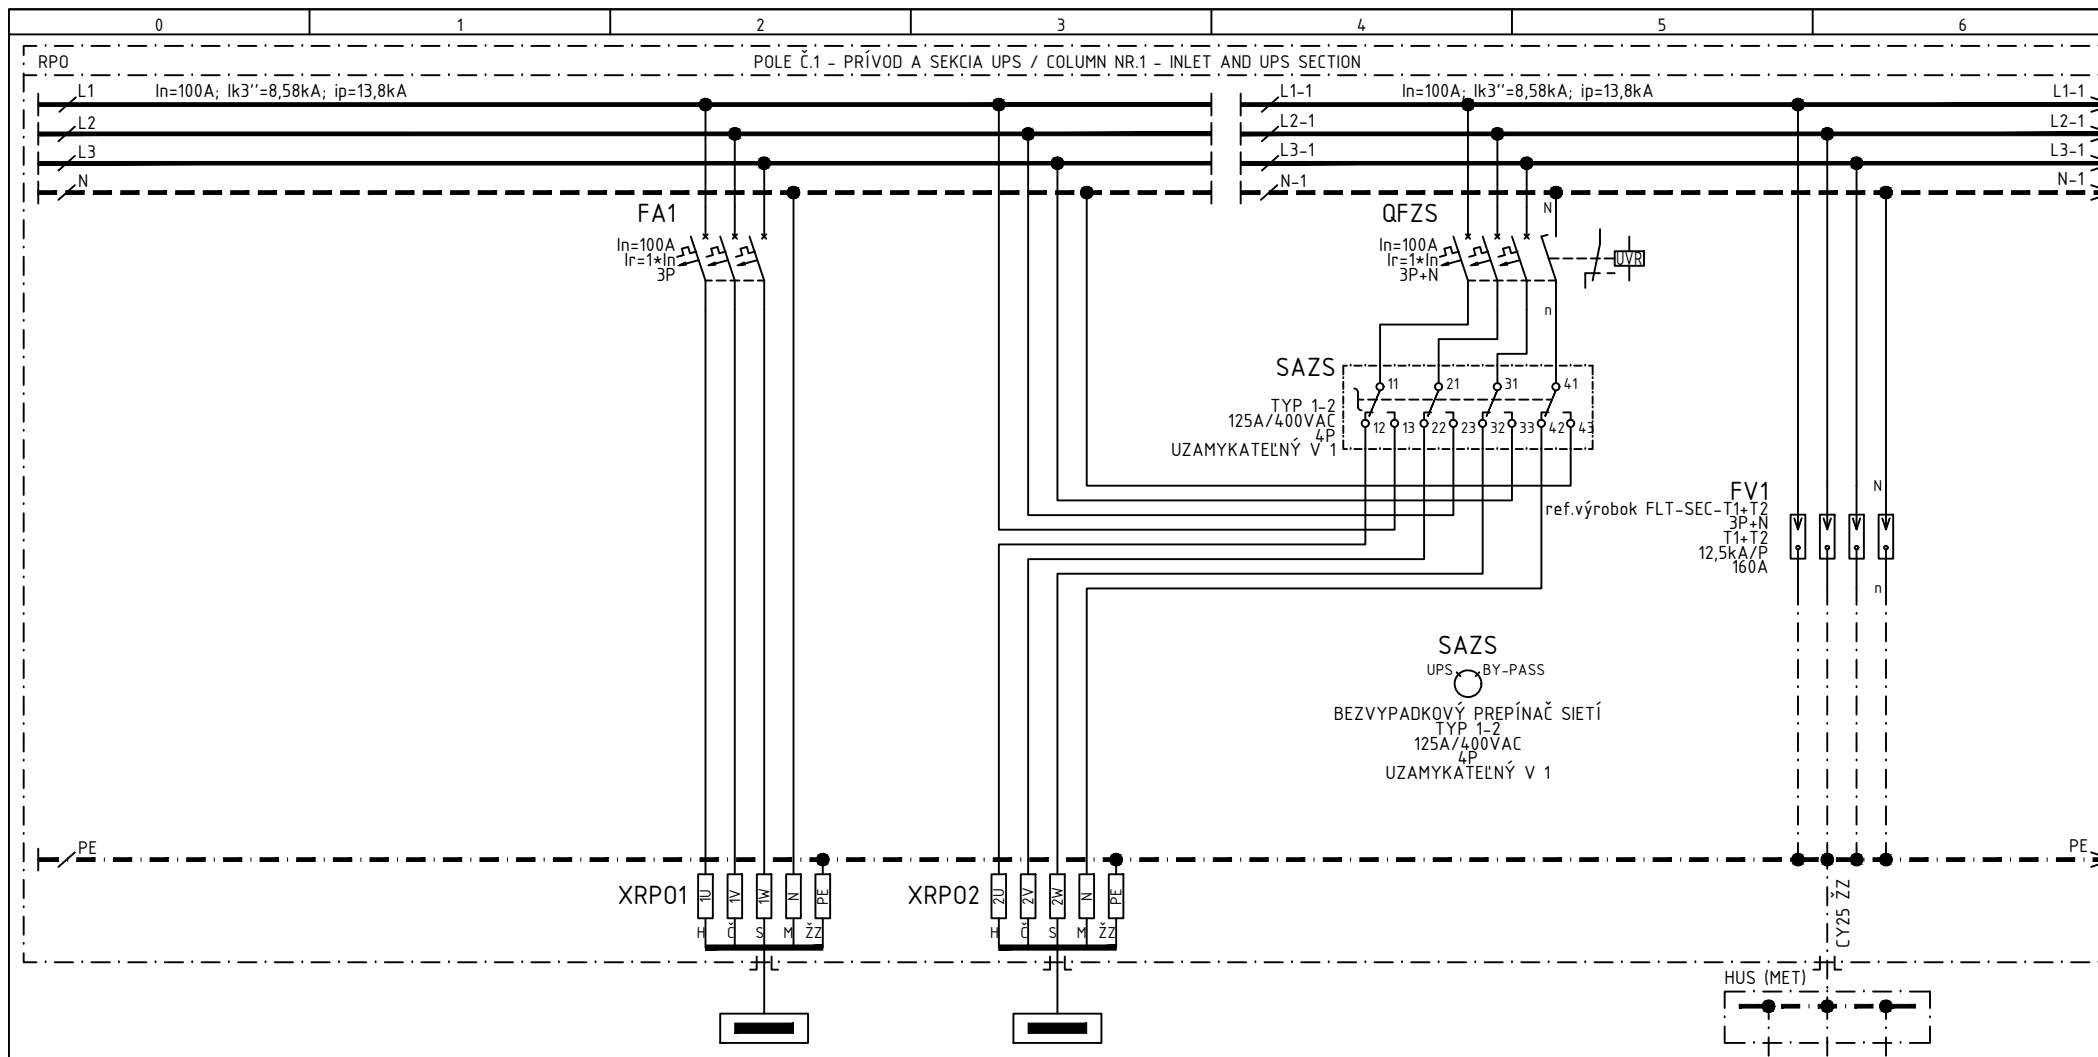 0 1 2 3 4 5 6
RPO
POLE Č.1 - PRÍVOD A SEKCIA UPS / COLUMN NR.1 - INLET AND UPS SECTION
L1 In=100A; Ik3''=8,58kA; ip=13,8kA
L2
L3
N
L1-1 In=100A; Ik3''=8,58kA; ip=13,8kA L1-1
L2-1 L2-1
L3-1 L3-1
N-1 N-1
FA1
In=100A
Ir=1*In
3P
QFZS
In=100A
Ir=1*In
3P+N
N
UVR
n
SAZS
TYP 1-2
125A/400VAC
4P
UZAMYKATEĽNÝ V 1
11 21 31 41
12 13 22 23 32 33 42 43
FV1
ref.výrobok FLT-SEC-T1+T2
3P+N
T1+T2
12,5kA/P
160A
N
n
SAZS
UPS BY-PASS
BEZVYPADKOVÝ PREPÍNAČ SIETÍ
TYP 1-2
125A/400VAC
4P
UZAMYKATEĽNÝ V 1
PE PE
XRPO1 1U 1V 1W N PE
H Č S M ŽZ
XRPO2 2U 2V 2W N PE
H Č S M ŽZ
CY25 ŽZ
HUS (MET)